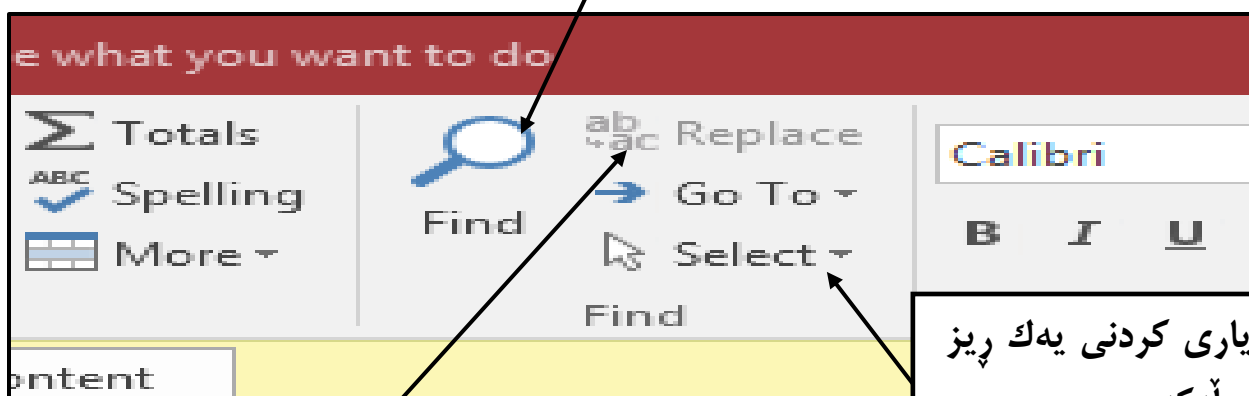 e what you want to do
Totals
Spelling
More
Find
Replace
Go To
Select
Find
Calibri
B I U
یاری کردنی یەك ڕیز
ontent